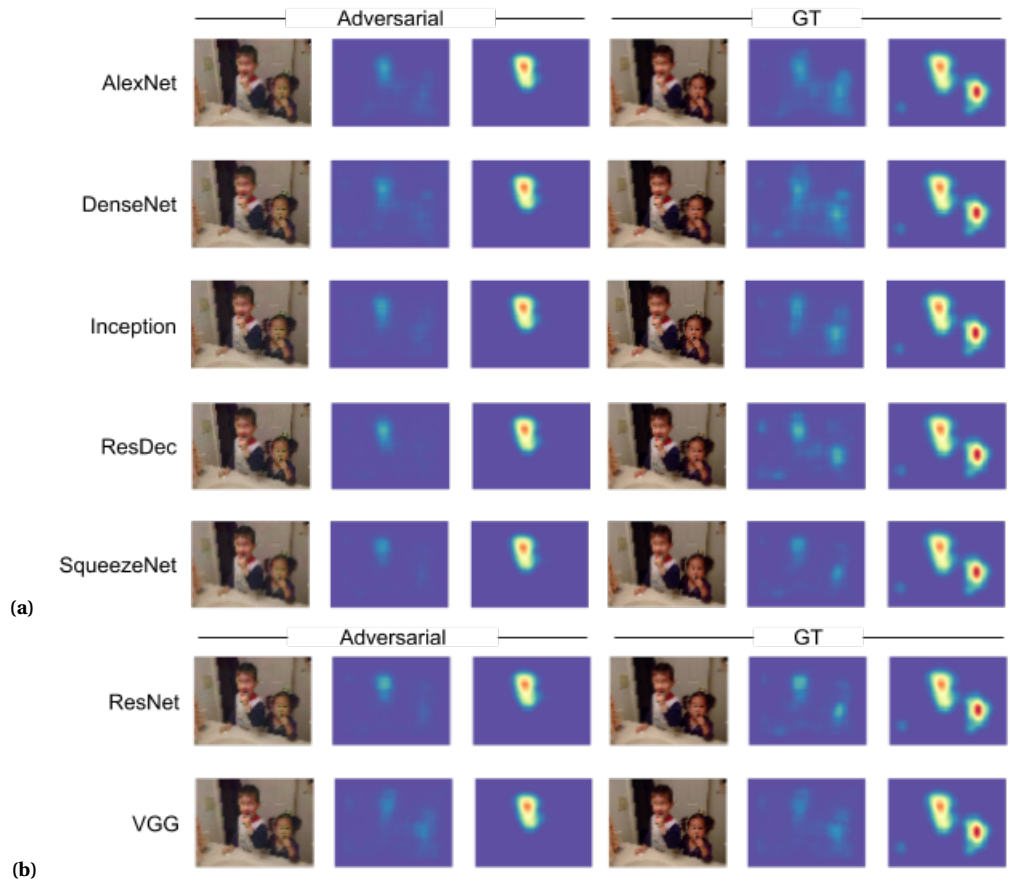 Adversarial GT
AlexNet
DenseNet
Inception
ResDec
SqueezeNet
(a)
Adversarial GT
ResNet
VGG
(b)